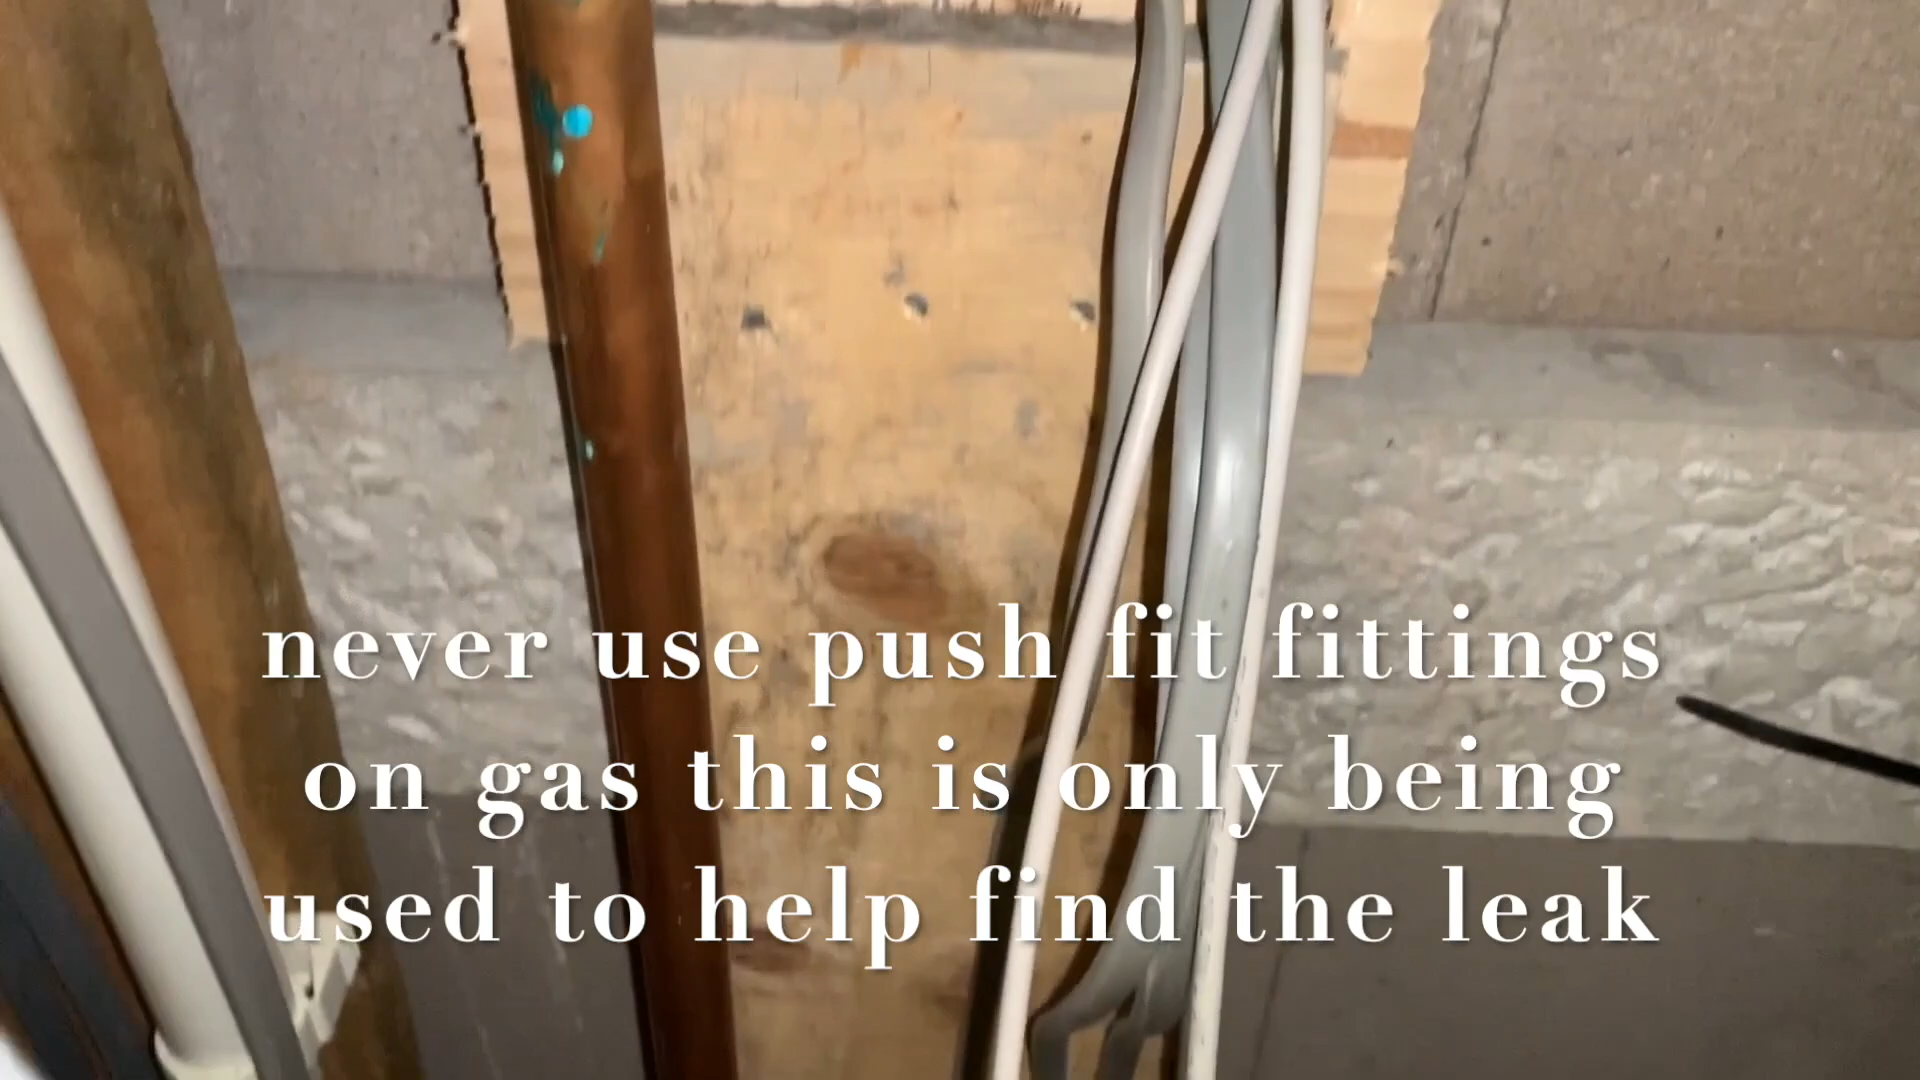 never use push fit fittings
on gas this is only being
used to help find the leak